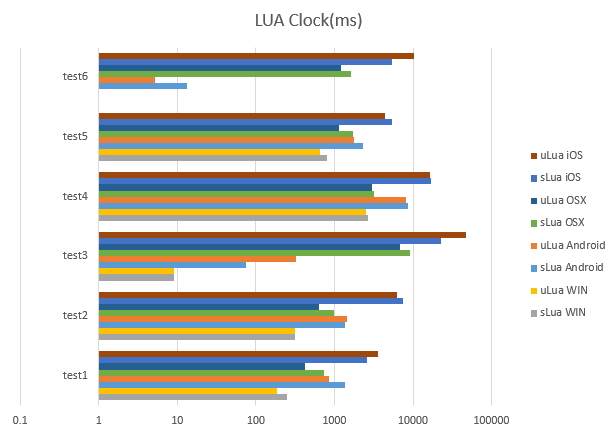 LUA Clock(ms)
test6
test5
test4
test3
test2
test1
uLua iOS
sLua iOS
uLua OSX
sLua OSX
uLua Android
sLua Android
uLua WIN
sLua WIN
0.1 1 10 100 1000 10000 100000